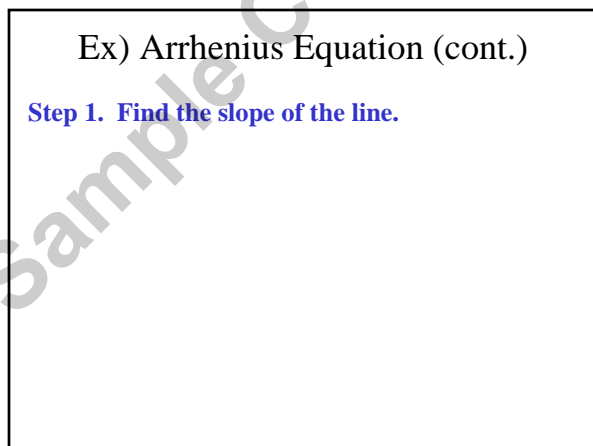 Ex) Arrhenius Equation (cont.)
Step 1. Find the slope of the line.
Sample C